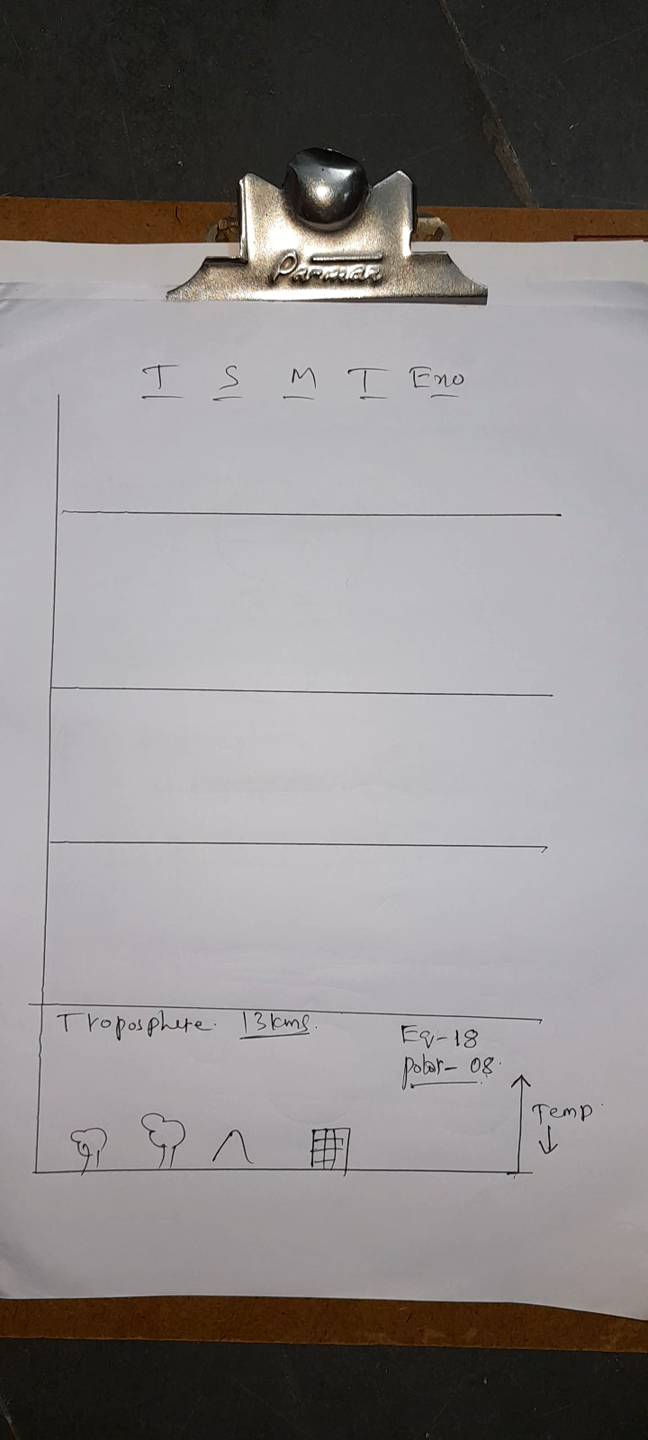 Parmar
T S M T Exo
Troposphere. 13kms.
Eq-18
polar- 08.
Temp.